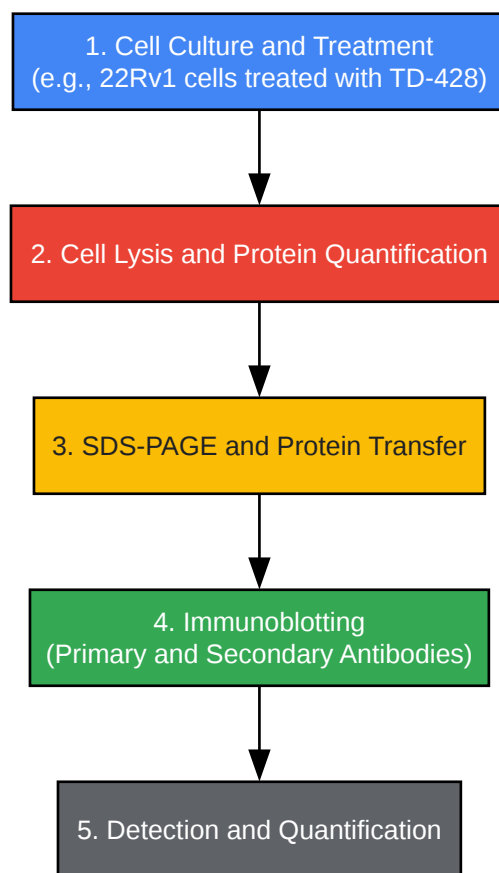 1. Cell Culture and Treatment
(e.g., 22Rv1 cells treated with TD-428)
2. Cell Lysis and Protein Quantification
3. SDS-PAGE and Protein Transfer
4. Immunoblotting
(Primary and Secondary Antibodies)
5. Detection and Quantification